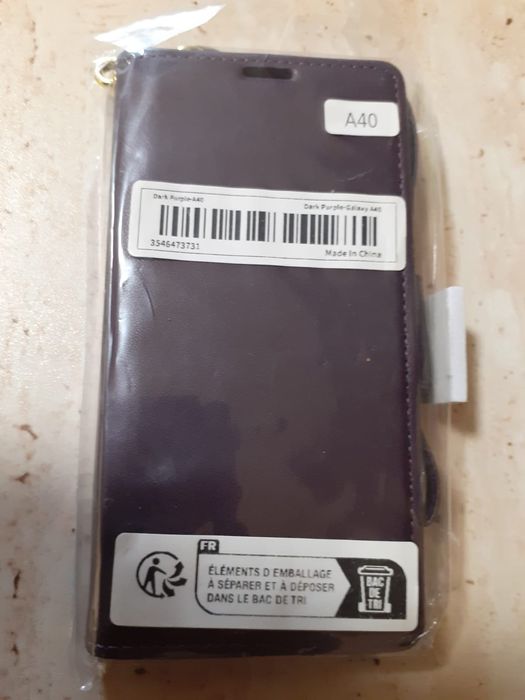 A40
Dark Purple-A40
Dark Purple-Galaxy A40
3546473731
Made In China
FR
ÉLÉMENTS D EMBALLAGE
À SÉPARER ET À DÉPOSER
DANS LE BAC DE TRI
BAC
DE
TRI